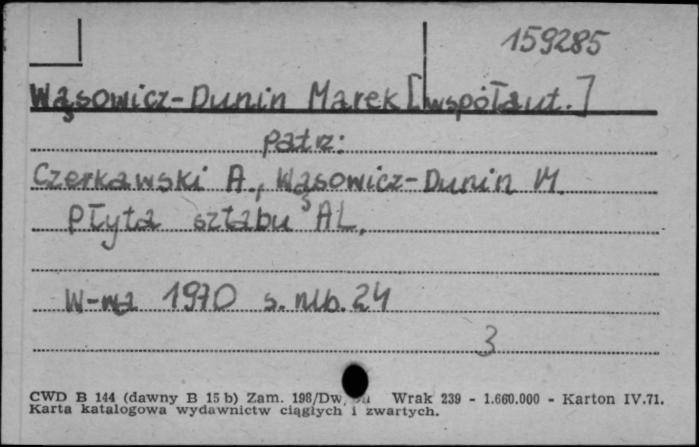 159285
Wąsowicz-Dunin Marek [współaut.]
patrz:
Czerkawski A., Wąsowicz-Dunin M.
Płyta sztabu AL.
W-wa 1970 s. nlb. 24
3
CWD B 144 (dawny B 15 b) Zam. 198/Dw, Wrak 239 - 1.660.000 - Karton IV.71.
Karta katalogowa wydawnictw ciągłych i zwartych.